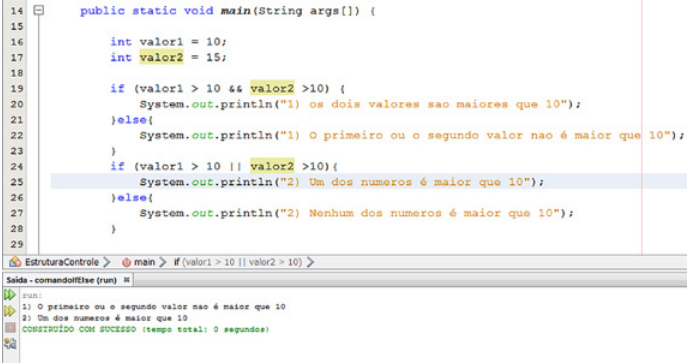 14 public static void main(String args[]) {
15
16 int valor1 = 10;
17 int valor2 = 15;
18
19 if (valor1 > 10 && valor2 >10) {
20 System.out.println("1) os dois valores sao maiores que 10");
21 }else{
22 System.out.println("1) O primeiro ou o segundo valor nao é maior que 10");
23 }
24 if (valor1 > 10 || valor2 >10){
25 System.out.println("2) Um dos numeros é maior que 10");
26 }else{
27 System.out.println("2) Nenhum dos numeros é maior que 10");
28 }
29
EstruturaControle main if (valor1 > 10 || valor2 > 10)
Saída - comandoIfElse (run)
run:
1) O primeiro ou o segundo valor nao é maior que 10
2) Um dos numeros é maior que 10
CONSTRUÍDO COM SUCESSO (tempo total: 0 segundos)